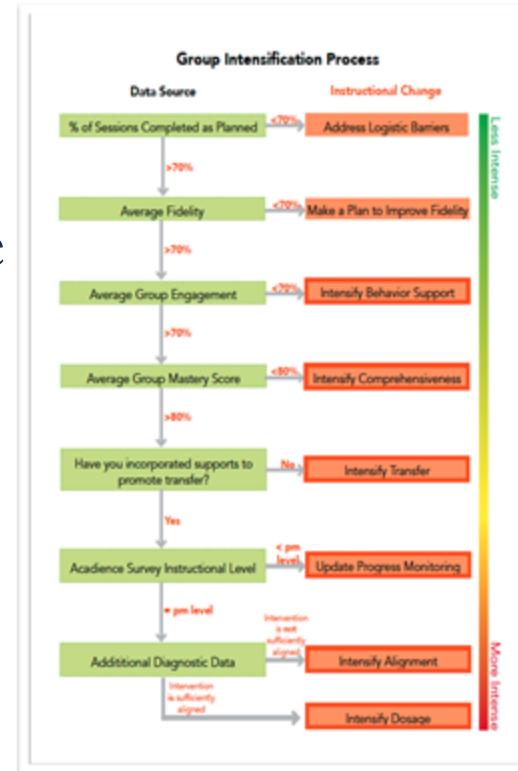 e
Group Intensification Process
Data Source
Instructional Change
% of Sessions Completed as Planned
<70%
Address Logistic Barriers
>70%
Average Fidelity
<70%
Make a Plan to Improve Fidelity
>70%
Average Group Engagement
<70%
Intensify Behavior Support
>70%
Average Group Mastery Score
<80%
Intensify Comprehensiveness
>80%
Have you incorporated supports to
promote transfer?
No
Intensify Transfer
Yes
Acadience Survey Instructional Level
< pm
level
Update Progress Monitoring
= pm level
Addititional Diagnostic Data
Intervention
is not
sufficiently
aligned
Intensify Alignment
Intervention
is sufficiently
aligned
Intensify Dosage
Less Intense
More Intense